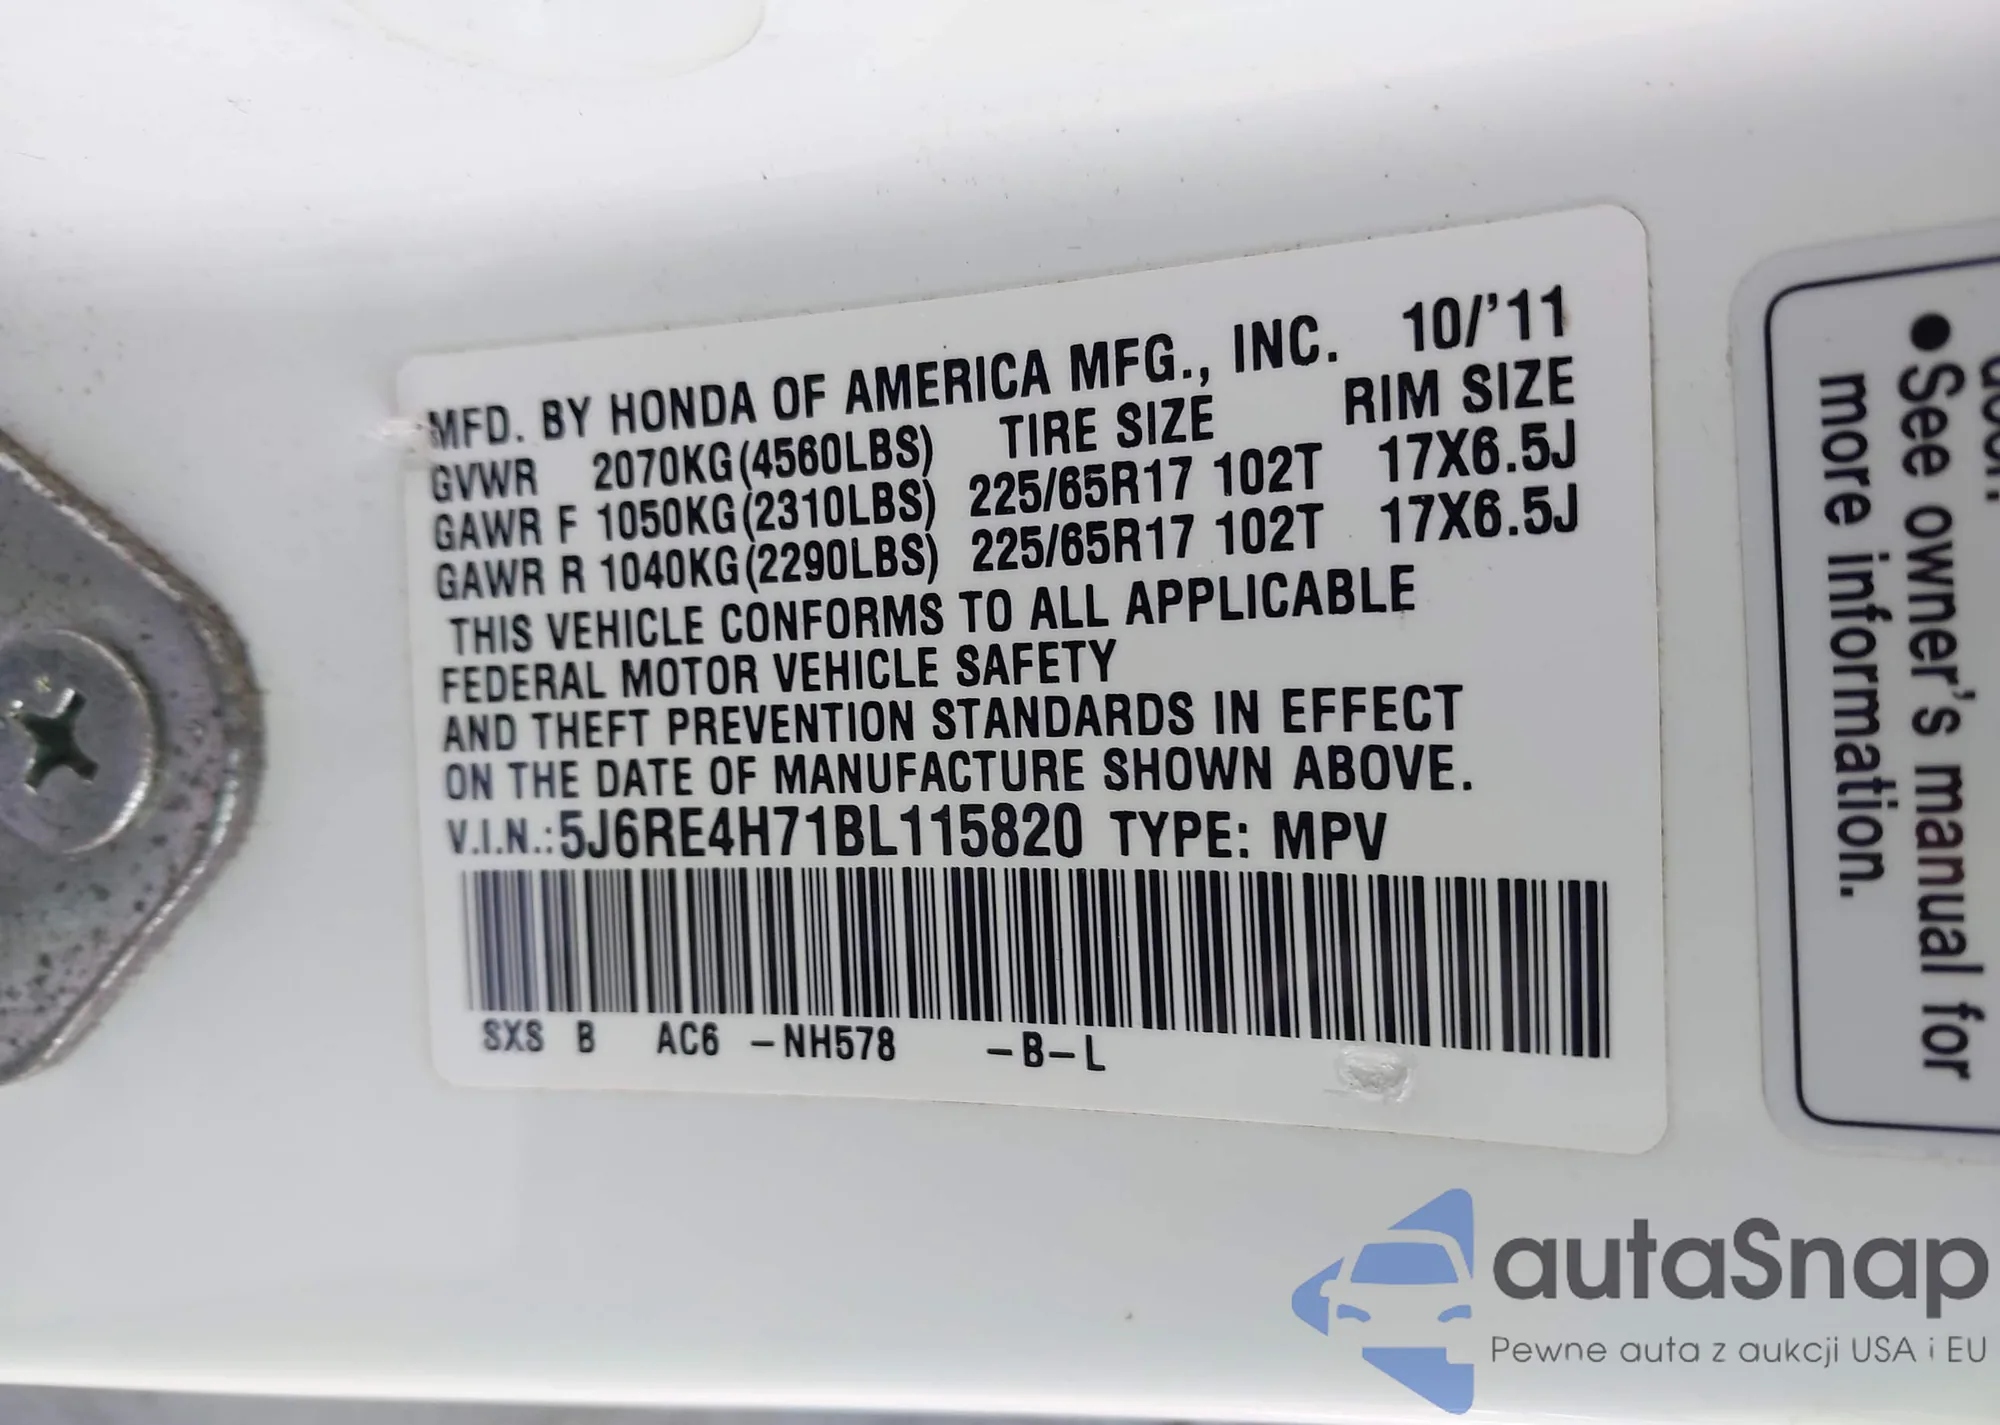 MFD. BY HONDA OF AMERICA MFG., INC. 10/'11
GVWR 2070KG(4560LBS) TIRE SIZE RIM SIZE
GAWR F 1050KG(2310LBS) 225/65R17 102T 17X6.5J
GAWR R 1040KG(2290LBS) 225/65R17 102T 17X6.5J
THIS VEHICLE CONFORMS TO ALL APPLICABLE
FEDERAL MOTOR VEHICLE SAFETY
AND THEFT PREVENTION STANDARDS IN EFFECT
ON THE DATE OF MANUFACTURE SHOWN ABOVE.
V.I.N.:5J6RE4H71BL115820 TYPE: MPV
SXS B AC6 -NH578 -B-L
●See owner's manual for
more information.
autaSnap
Pewne auta z aukcji USA i EU